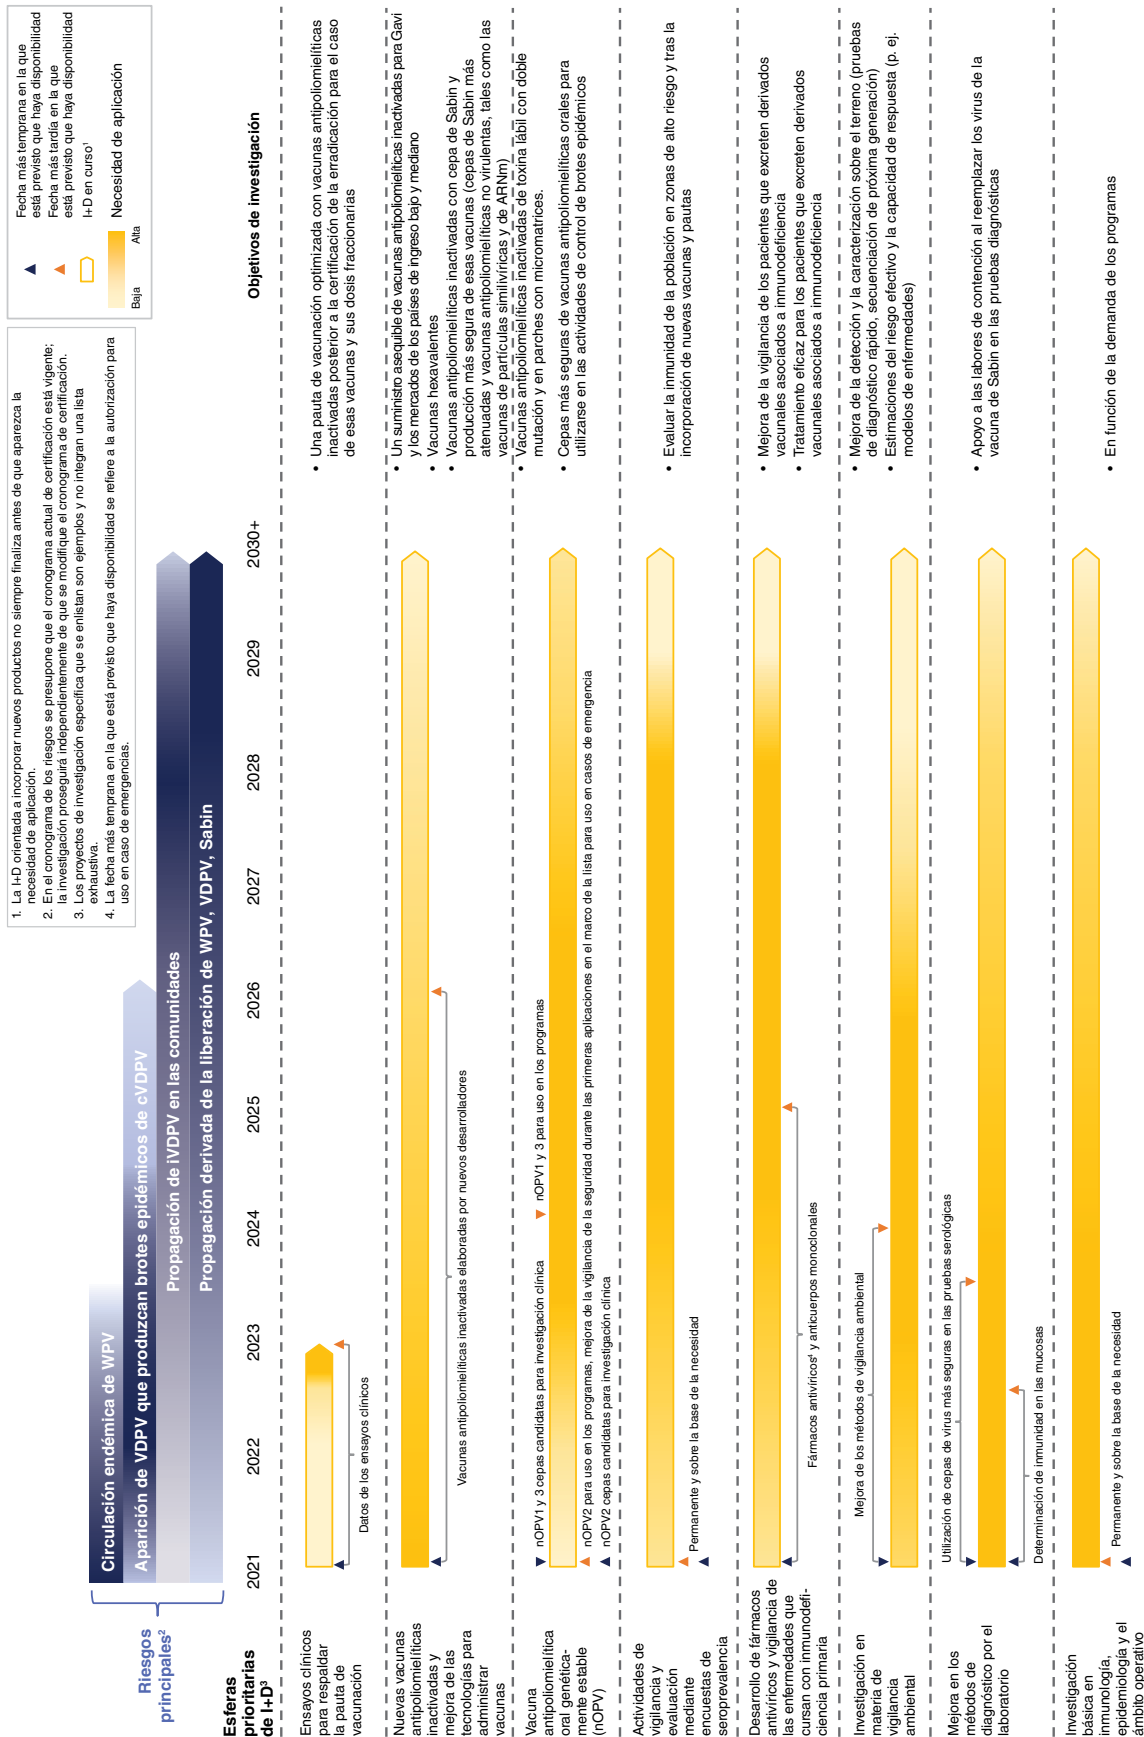 1. La I+D orientada a incorporar nuevos productos no siempre finaliza antes de que aparezca la
necesidad de aplicación.
2. En el cronograma de los riesgos se presupone que el cronograma actual de certificación está vigente;
la investigación proseguirá independientemente de que se modifique el cronograma de certificación.
3. Los proyectos de investigación específica que se enlistan son ejemplos y no integran una lista
exhaustiva.
4. La fecha más temprana en la que está previsto que haya disponibilidad se refiere a la autorización para
uso en caso de emergencias.
Fecha más temprana en la que
está previsto que haya disponibilidad
Fecha más tardía en la que
está previsto que haya disponibilidad
I+D en curso¹
Necesidad de aplicación
Baja
Alta
Riesgos
principales²
Circulación endémica de WPV
Aparición de VDPV que produzcan brotes epidémicos de cVDPV
Propagación de iVDPV en las comunidades
Propagación derivada de la liberación de WPV, VDPV, Sabin
Esferas
prioritarias
de I+D³
2021
2022
2023
2024
2025
2026
2027
2028
2029
2030+
Objetivos de investigación
Ensayos clínicos
para respaldar
la pauta de
vacunación
Datos de los ensayos clínicos
• Una pauta de vacunación optimizada con vacunas antipoliomielíticas
inactivadas posterior a la certificación de la erradicación para el caso
de esas vacunas y sus dosis fraccionarias
Nuevas vacunas
antipoliomielíticas
inactivadas y
mejora de las
tecnologías para
administrar
vacunas
Vacunas antipoliomielíticas inactivadas elaboradas por nuevos desarrolladores
• Un suministro asequible de vacunas antipoliomielíticas inactivadas para Gavi
y los mercados de los países de ingreso bajo y mediano
• Vacunas hexavalentes
• Vacunas antipoliomielíticas inactivadas con cepa de Sabin y
producción más segura de esas vacunas (cepas de Sabin más
atenuadas y vacunas antipoliomielíticas no virulentas, tales como las
vacunas de partículas similivíricas y de ARNm)
• Vacunas antipoliomielíticas inactivadas de toxina lábil con doble
mutación y en parches con micromatrices.
Vacuna
antipoliomielítica
oral genética-
mente estable
(nOPV)
nOPV1 y 3 cepas candidatas para investigación clínica
nOPV1 y 3 para uso en los programas
nOPV2 para uso en los programas, mejora de la vigilancia de la seguridad durante las primeras aplicaciones en el marco de la lista para uso en casos de emergencia
nOPV2 cepas candidatas para investigación clínica
• Cepas más seguras de vacunas antipoliomielíticas orales para
utilizarse en las actividades de control de brotes epidémicos
Actividades de
vigilancia y
evaluación
mediante
encuestas de
seroprevalencia
Permanente y sobre la base de la necesidad
• Evaluar la inmunidad de la población en zonas de alto riesgo y tras la
incorporación de nuevas vacunas y pautas
Desarrollo de fármacos
antivíricos y vigilancia de
las enfermedades que
cursan con inmunodefi-
ciencia primaria
Fármacos antivíricos⁴ y anticuerpos monoclonales
• Mejora de la vigilancia de los pacientes que excreten derivados
vacunales asociados a inmunodeficiencia
• Tratamiento eficaz para los pacientes que excreten derivados
vacunales asociados a inmunodeficiencia
Investigación en
materia de
vigilancia
ambiental
Mejora de los métodos de vigilancia ambiental
• Mejora de la detección y la caracterización sobre el terreno (pruebas
de diagnóstico rápido, secuenciación de próxima generación)
• Estimaciones del riesgo efectivo y la capacidad de respuesta (p. ej.
modelos de enfermedades)
Mejora en los
métodos de
diagnóstico por el
laboratorio
Utilización de cepas de virus más seguras en las pruebas serológicas
Determinación de inmunidad en las mucosas
• Apoyo a las labores de contención al reemplazar los virus de la
vacuna de Sabin en las pruebas diagnósticas
Investigación
básica en
inmunología,
epidemiología y el
ámbito operativo
Permanente y sobre la base de la necesidad
• En función de la demanda de los programas